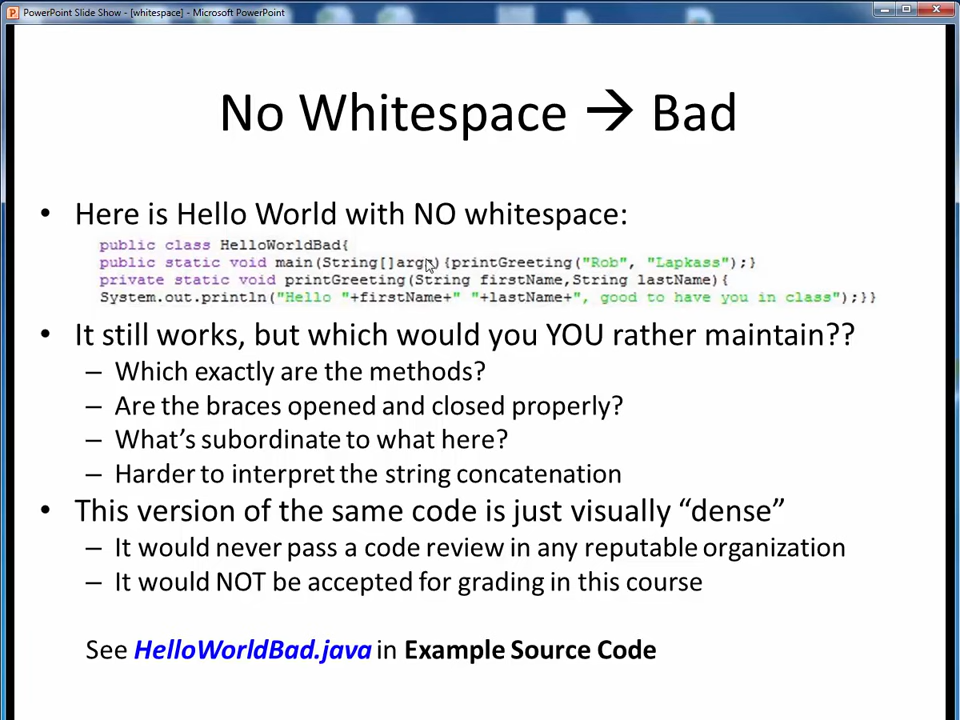 PowerPoint Slide Show - [whitespace] - Microsoft PowerPoint
No Whitespace → Bad
• Here is Hello World with NO whitespace:
public class HelloWorldBad{
public static void main(String[]args){printGreeting("Rob", "Lapkass");}
private static void printGreeting(String firstName,String lastName){
System.out.println("Hello "+firstName+" "+lastName+", good to have you in class");}}
• It still works, but which would you YOU rather maintain??
– Which exactly are the methods?
– Are the braces opened and closed properly?
– What's subordinate to what here?
– Harder to interpret the string concatenation
• This version of the same code is just visually “dense”
– It would never pass a code review in any reputable organization
– It would NOT be accepted for grading in this course
See HelloWorldBad.java in Example Source Code